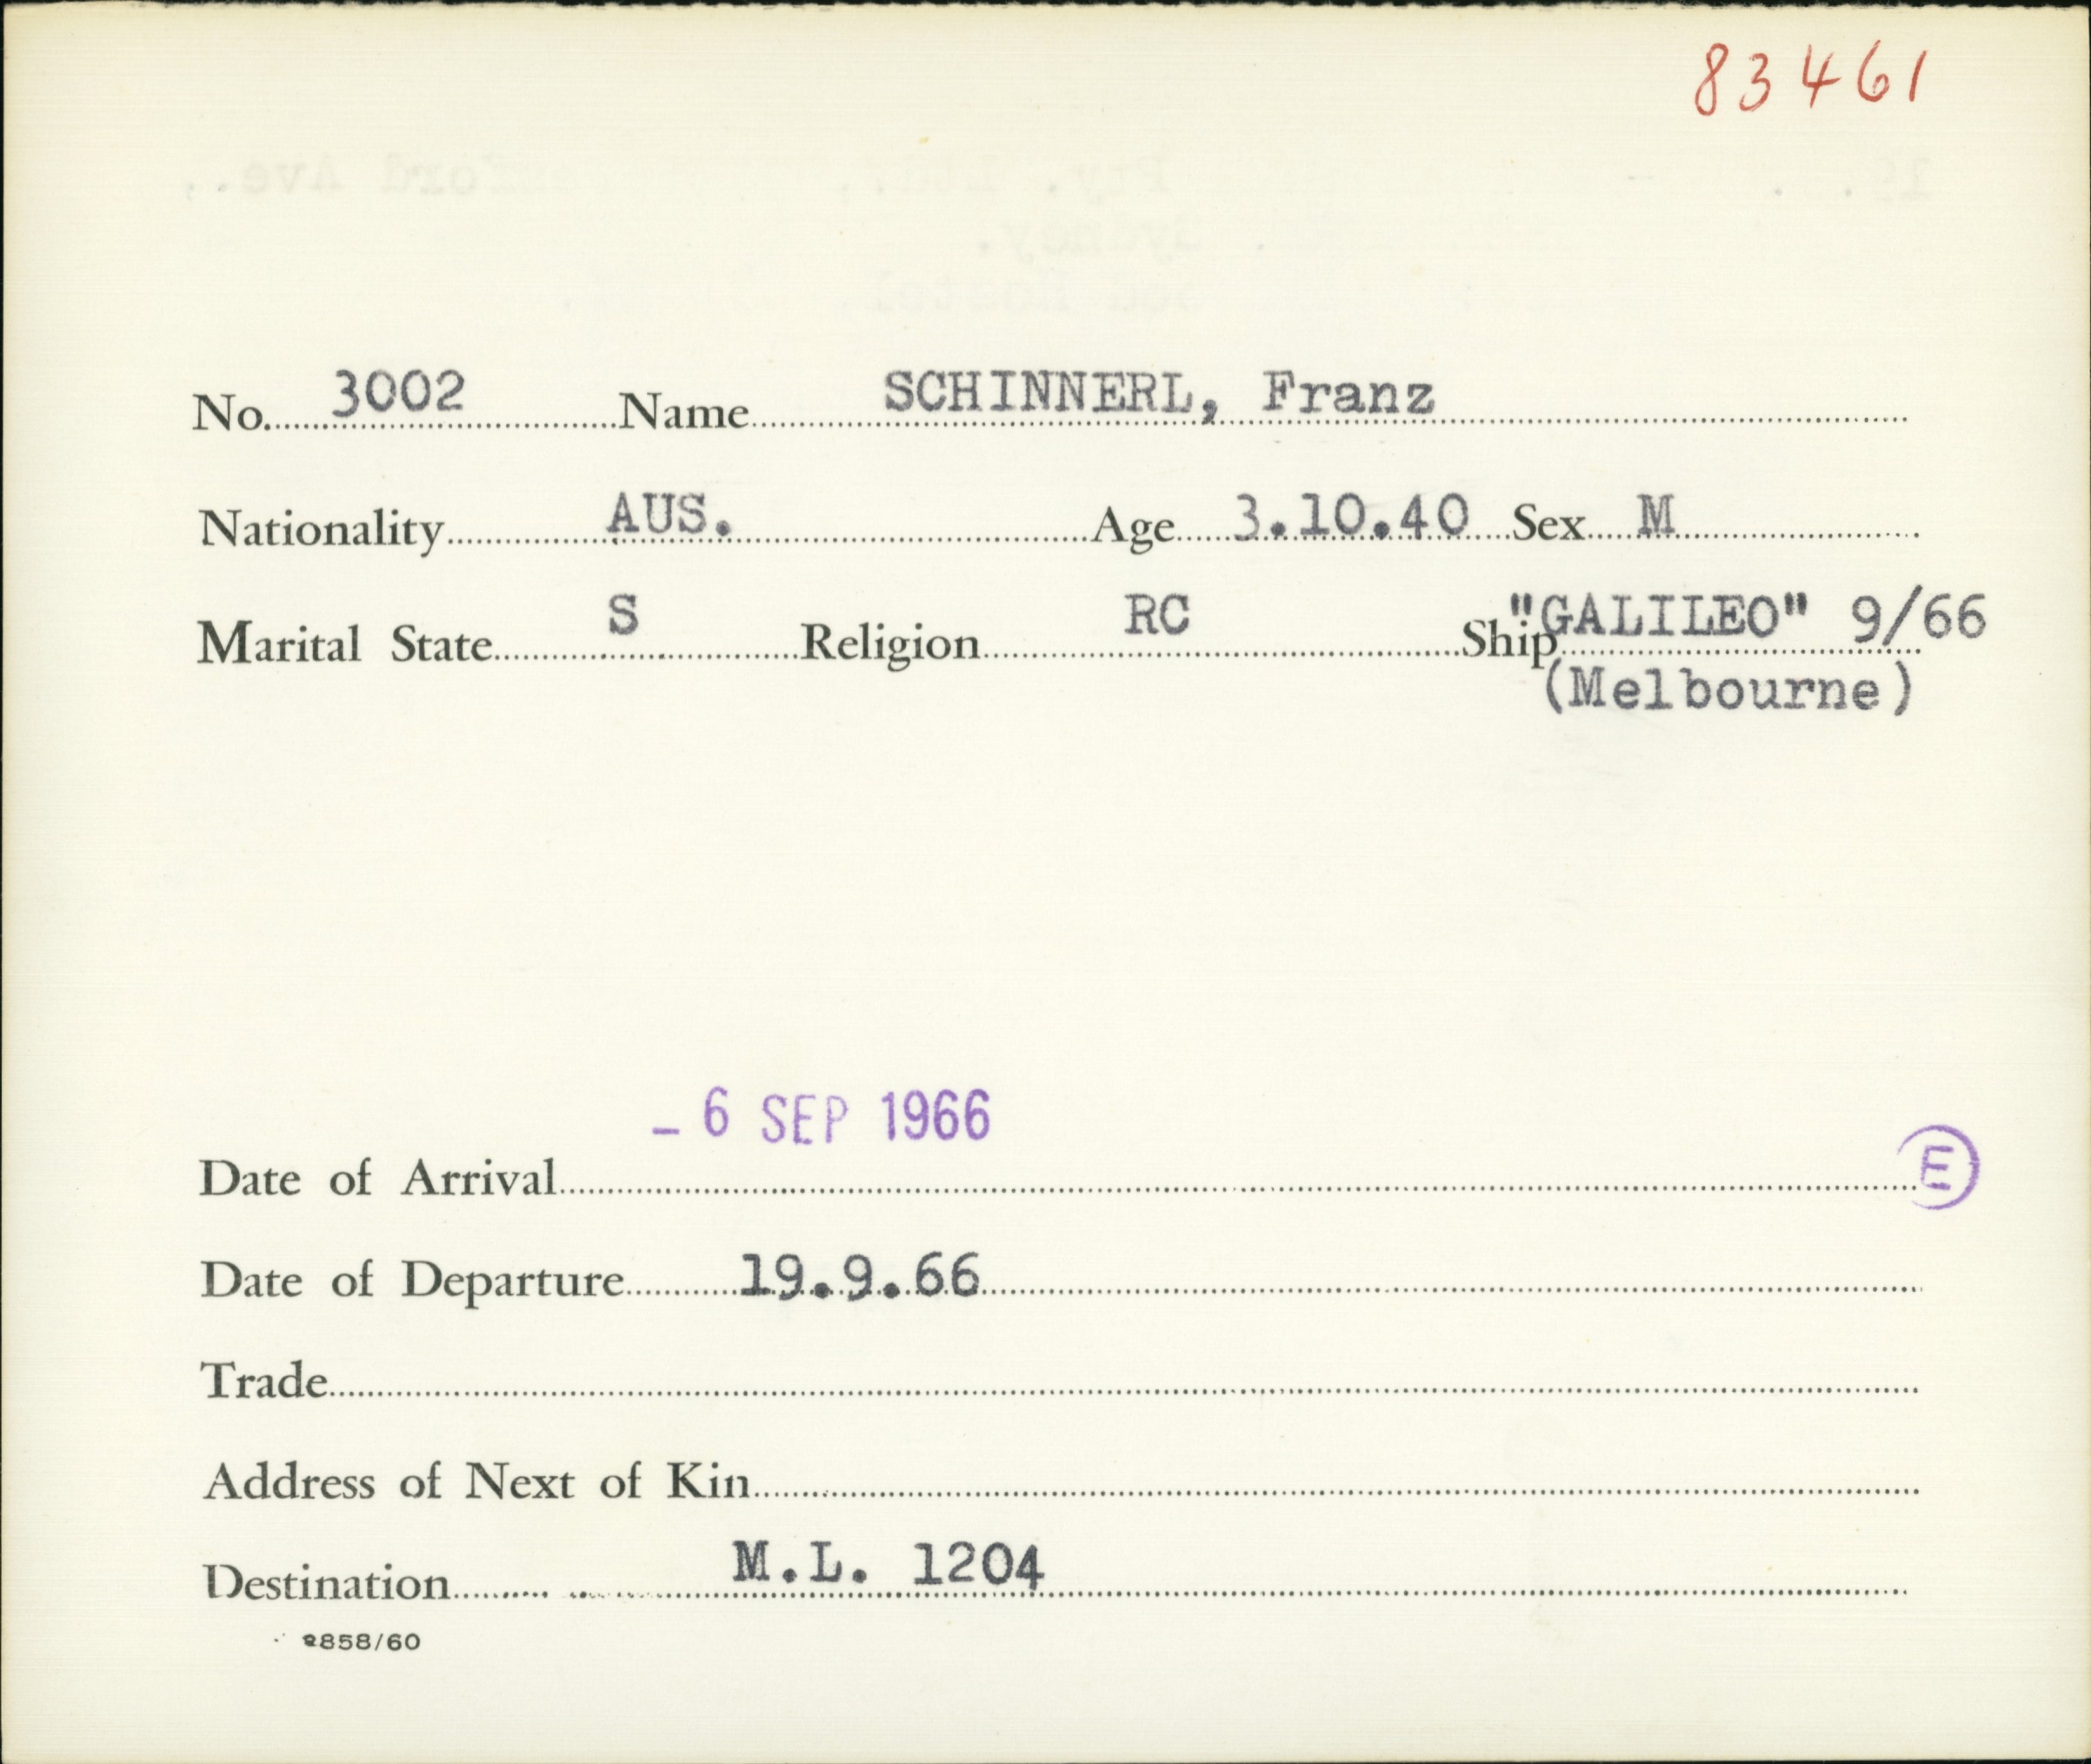 83461
No. 3002 Name SCHINNERL, Franz
Nationality AUS. Age 3.10.40 Sex M
Marital State S Religion RC Ship "GALILEO" 9/66
(Melbourne)
- 6 SEP 1966
Date of Arrival E
Date of Departure 19.9.66
Trade
Address of Next of Kin
Destination M.L. 1204
2858/60